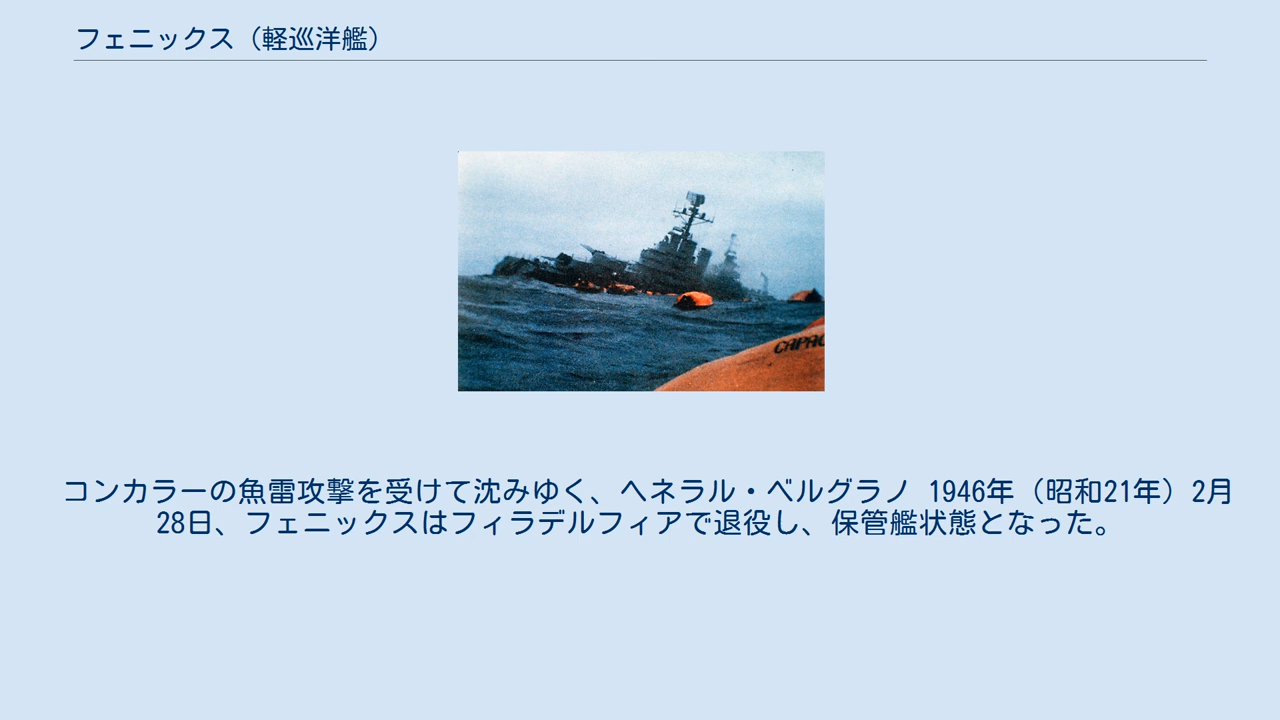 フェニックス（軽巡洋艦）
CAPAC
コンカラーの魚雷攻撃を受けて沈みゆく、ヘネラル・ベルグラノ 1946年（昭和21年）2月
28日、フェニックスはフィラデルフィアで退役し、保管艦状態となった。